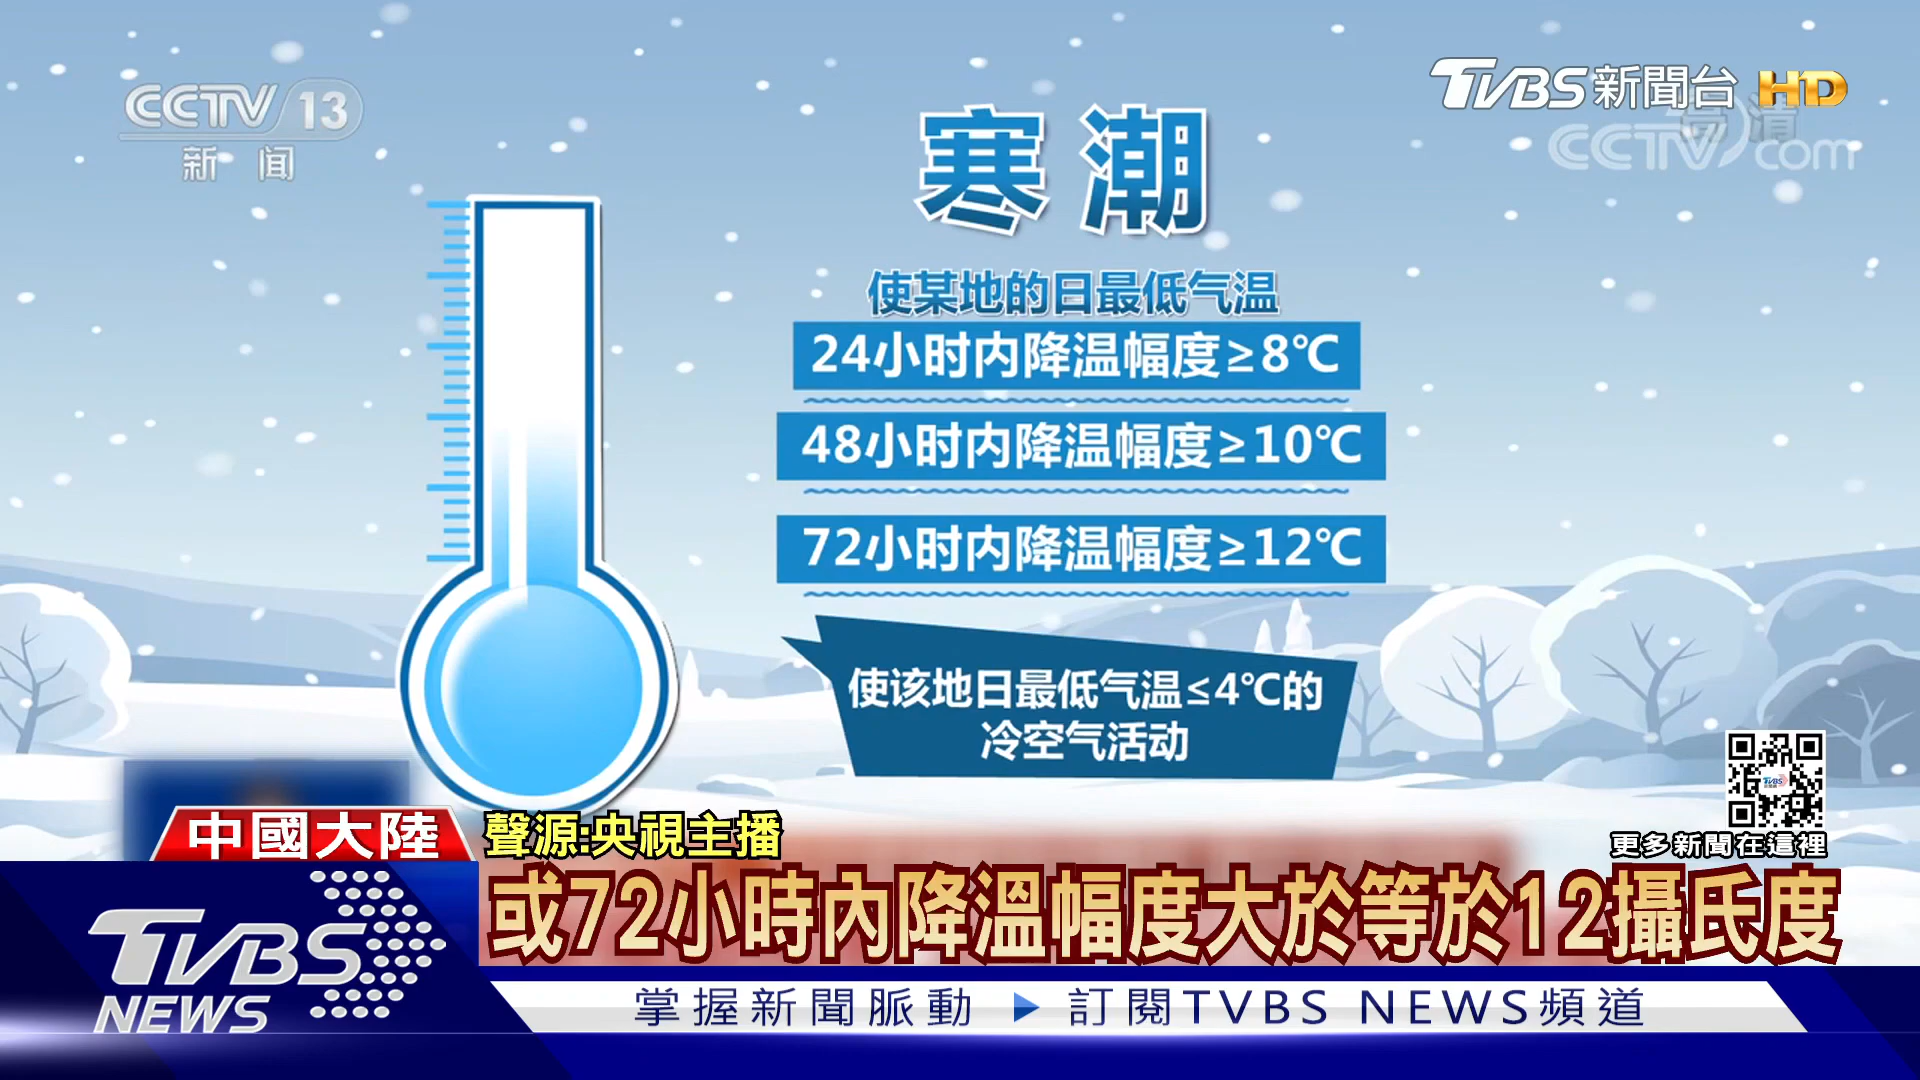 CCTV 13
新闻
TVBS新聞台 HD
高清
CCTV.com
寒潮
使某地的日最低气温
24小时内降温幅度≥8℃
48小时内降温幅度≥10℃
72小时内降温幅度≥12℃
使该地日最低气温≤4℃的
冷空气活动
TVBS
更多新聞在這裡
中國大陸
聲源:央視主播
或72小時內降溫幅度大於等於12攝氏度
TVBS
NEWS
掌握新聞脈動 ▶ 訂閱TVBS NEWS頻道